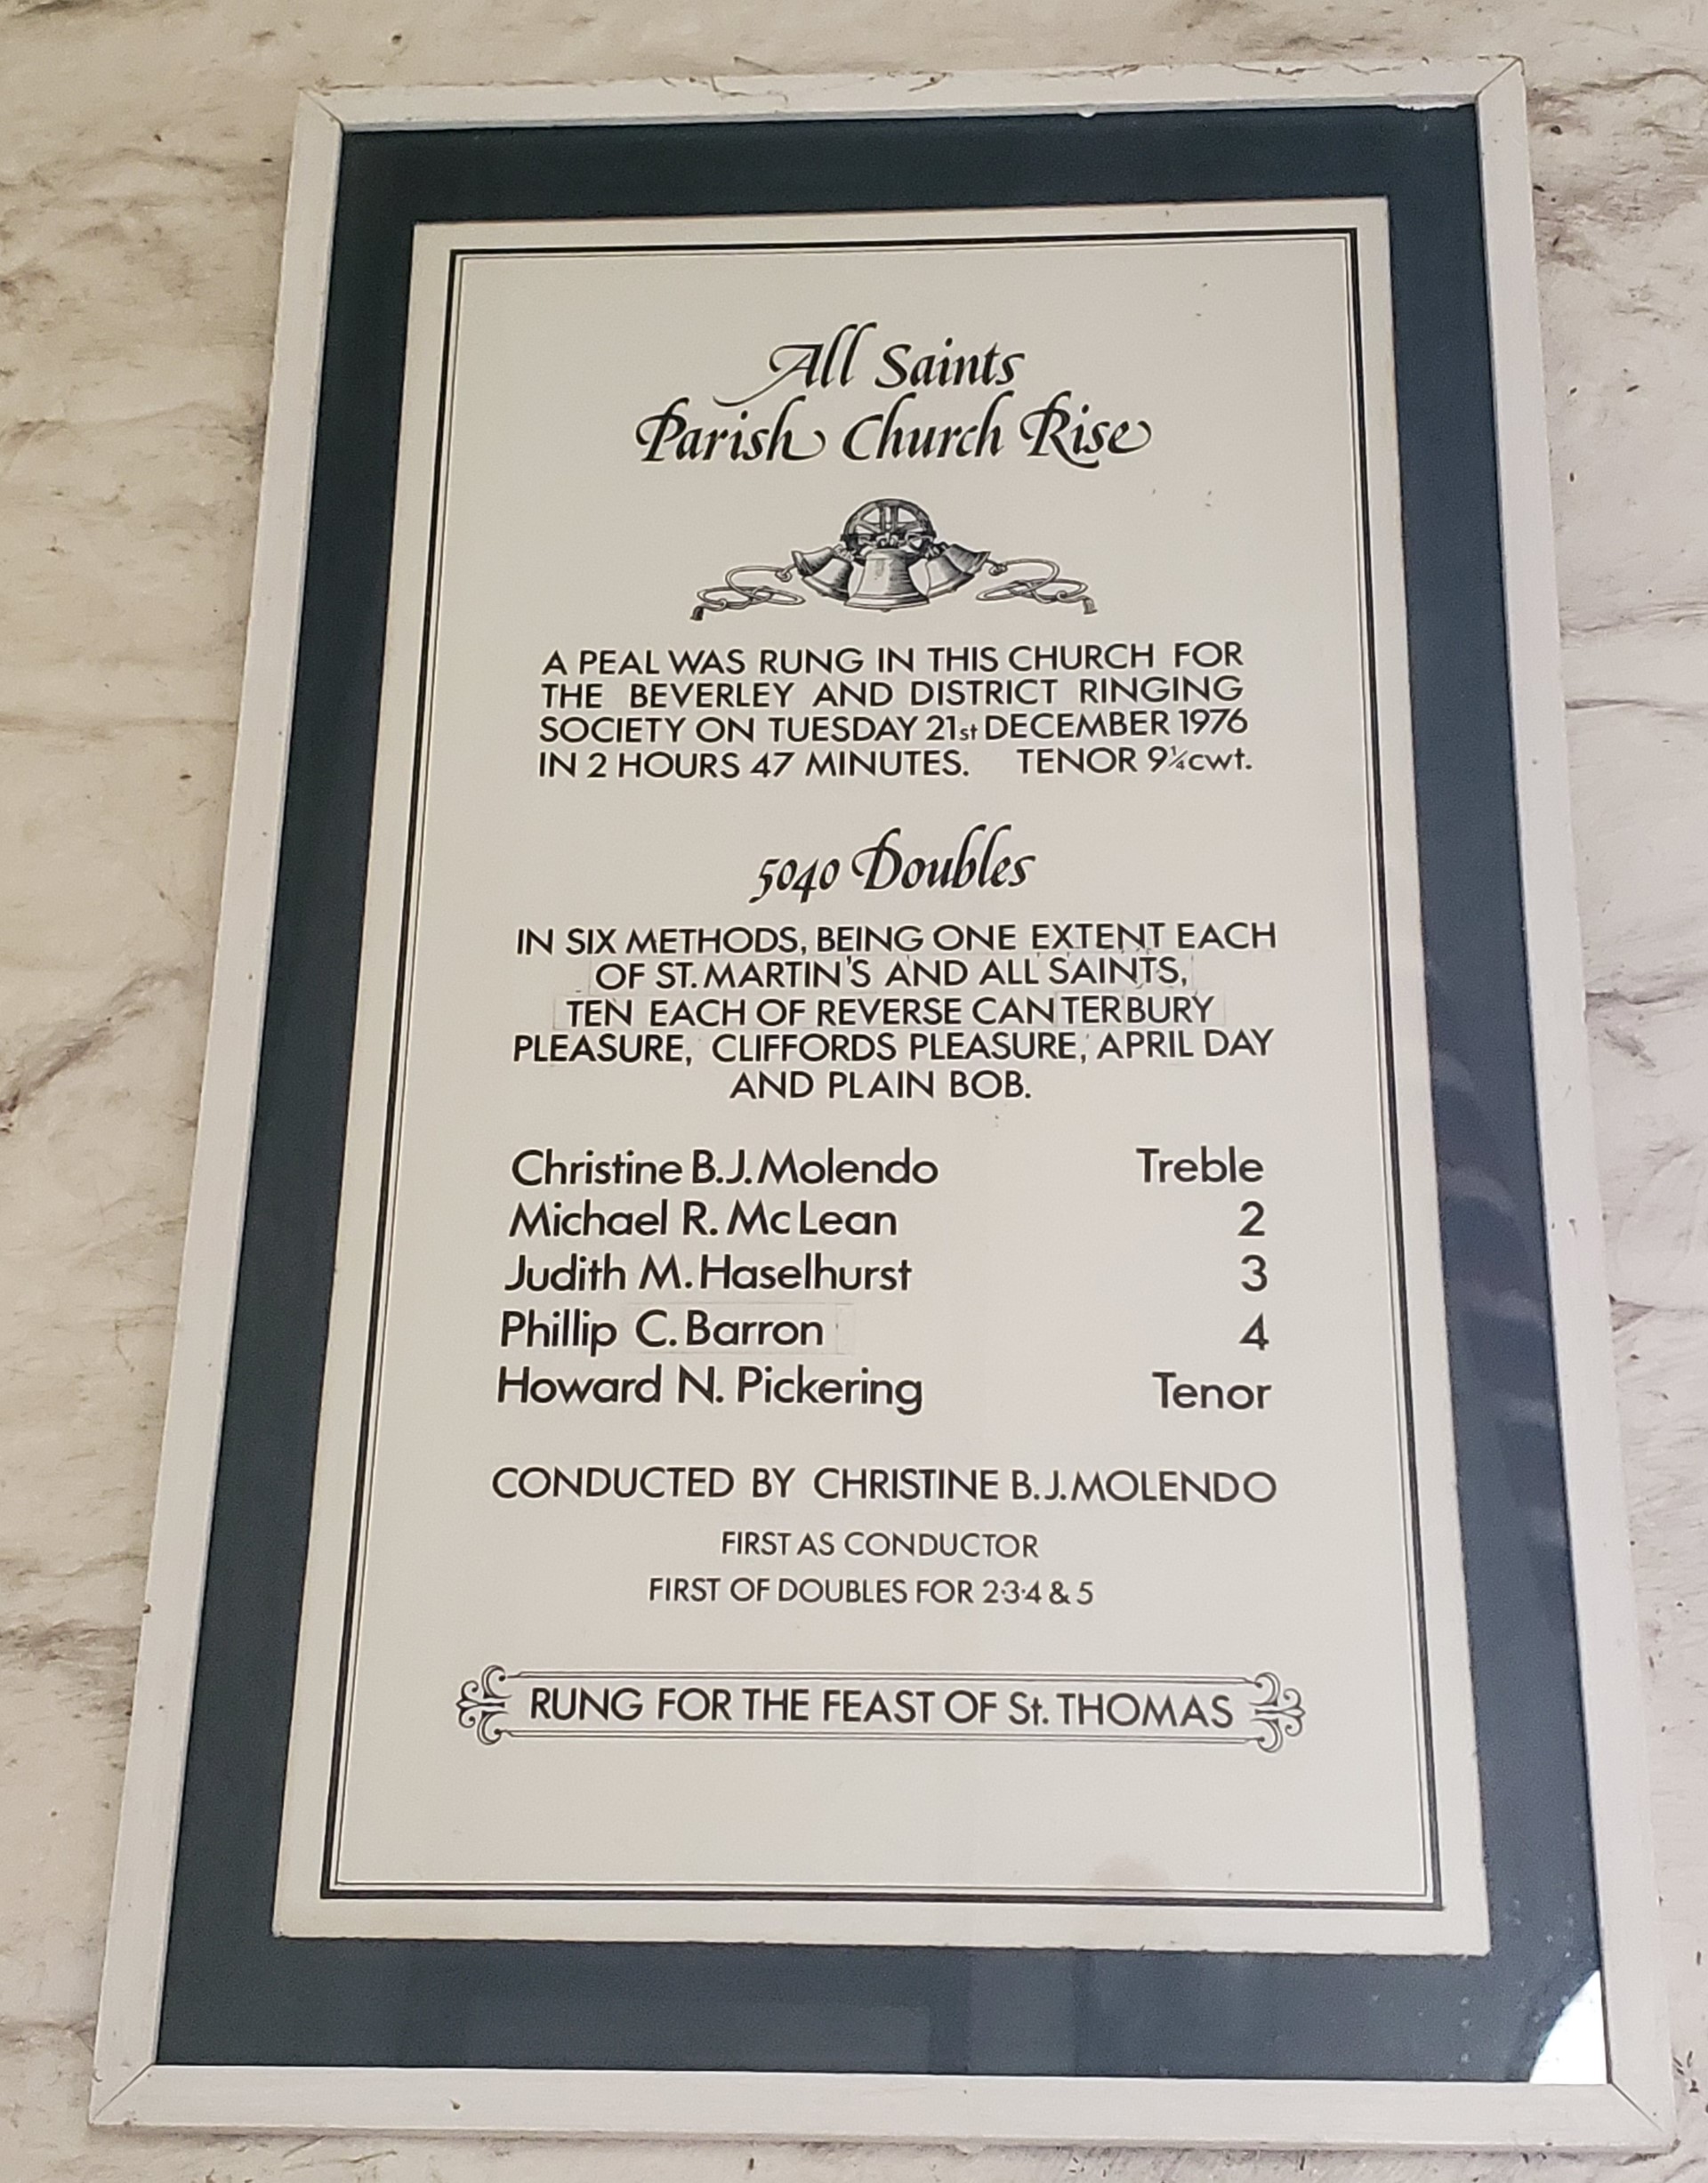 All Saints
Parish Church Rise
A PEAL WAS RUNG IN THIS CHURCH FOR
THE BEVERLEY AND DISTRICT RINGING
SOCIETY ON TUESDAY 21st DECEMBER 1976
IN 2 HOURS 47 MINUTES. TENOR 9¼cwt.
5040 Doubles
IN SIX METHODS, BEING ONE EXTENT EACH
OF ST. MARTIN'S AND ALL SAINTS,
TEN EACH OF REVERSE CANTERBURY
PLEASURE, CLIFFORDS PLEASURE, APRIL DAY
AND PLAIN BOB.
Christine B.J. Molendo Treble
Michael R. McLean 2
Judith M. Haselhurst 3
Phillip C. Barron 4
Howard N. Pickering Tenor
CONDUCTED BY CHRISTINE B.J. MOLENDO
FIRST AS CONDUCTOR
FIRST OF DOUBLES FOR 2·3·4 & 5
RUNG FOR THE FEAST OF St. THOMAS